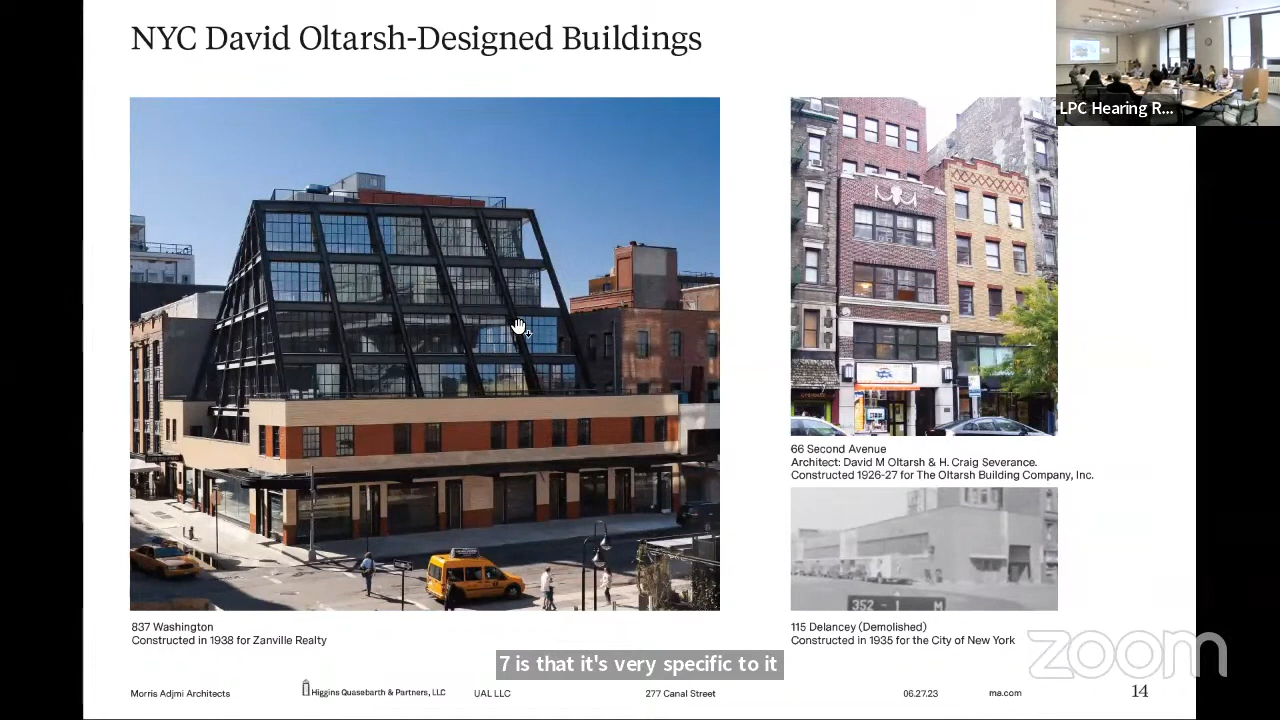 NYC David Oltarsh-Designed Buildings
LPC Hearing R...
66 Second Avenue
Architect: David M Oltarsh & H. Craig Severance.
Constructed 1926-27 for The Oltarsh Building Company, Inc.
352 - 1 M
837 Washington
Constructed in 1938 for Zanville Realty
115 Delancey (Demolished)
Constructed in 1935 for the City of New York
zoom
7 is that it's very specific to it
Morris Adjmi Architects
Higgins Quasebarth & Partners, LLC
UAL LLC
277 Canal Street
06.27.23
ma.com
14